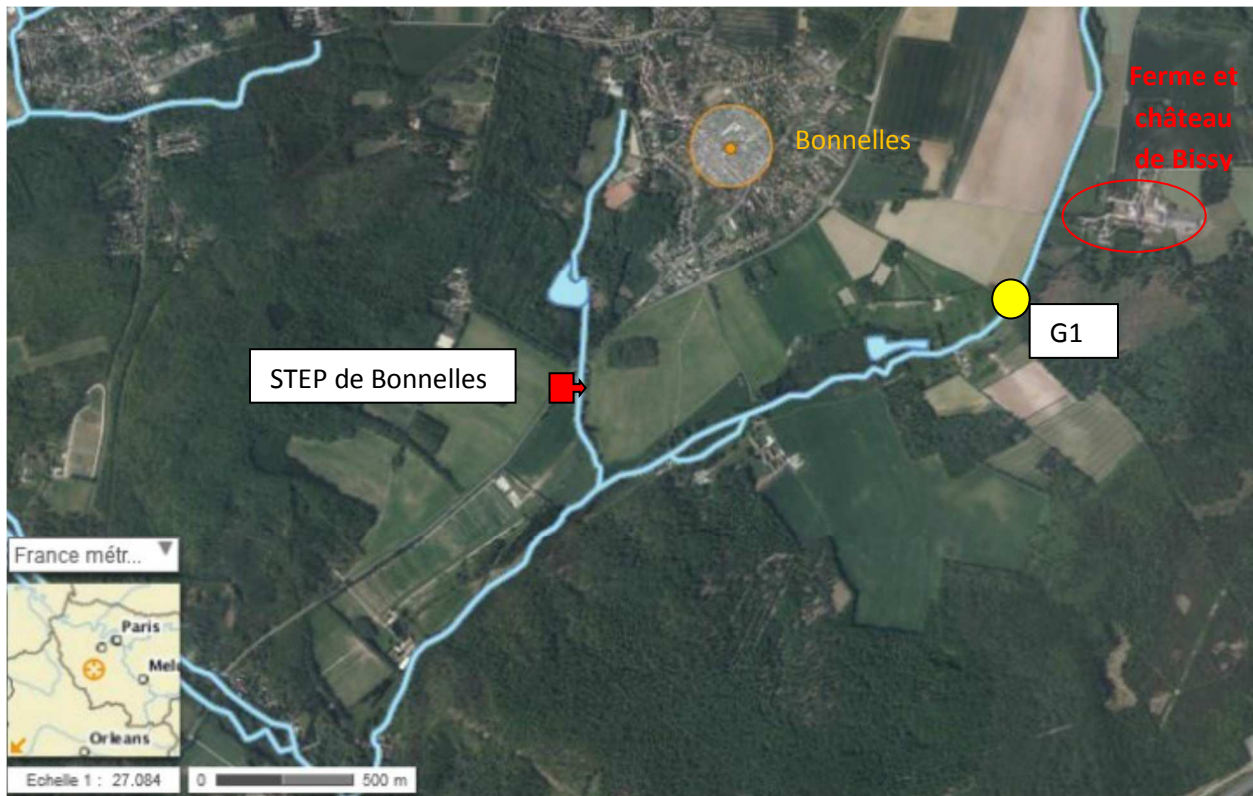 Ferme et
château
de Bissy
Bonnelles
G1
STEP de Bonnelles
France métr...
Paris
Mel
Orleans
Echelle 1 : 27.084
0
500 m